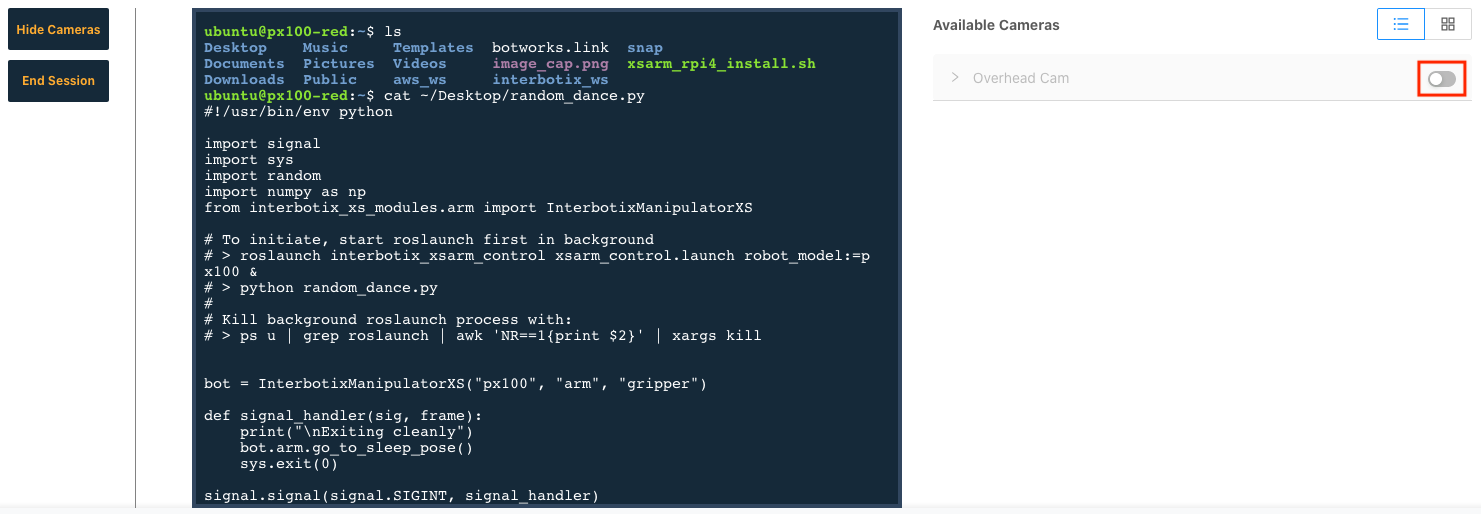 Hide Cameras
End Session
ubuntu@px100-red:~$ ls
Desktop    Music     Templates  botworks.link  snap
Documents  Pictures  Videos     image_cap.png  xsarm_rpi4_install.sh
Downloads  Public    aws_ws     interbotix_ws
ubuntu@px100-red:~$ cat ~/Desktop/random_dance.py
#!/usr/bin/env python

import signal
import sys
import random
import numpy as np
from interbotix_xs_modules.arm import InterbotixManipulatorXS

# To initiate, start roslaunch first in background
# > roslaunch interbotix_xsarm_control xsarm_control.launch robot_model:=p
x100 &
# > python random_dance.py
#
# Kill background roslaunch process with:
# > ps u | grep roslaunch | awk 'NR==1{print $2}' | xargs kill


bot = InterbotixManipulatorXS("px100", "arm", "gripper")

def signal_handler(sig, frame):
    print("\nExiting cleanly")
    bot.arm.go_to_sleep_pose()
    sys.exit(0)

signal.signal(signal.SIGINT, signal_handler)
Available Cameras
Overhead Cam